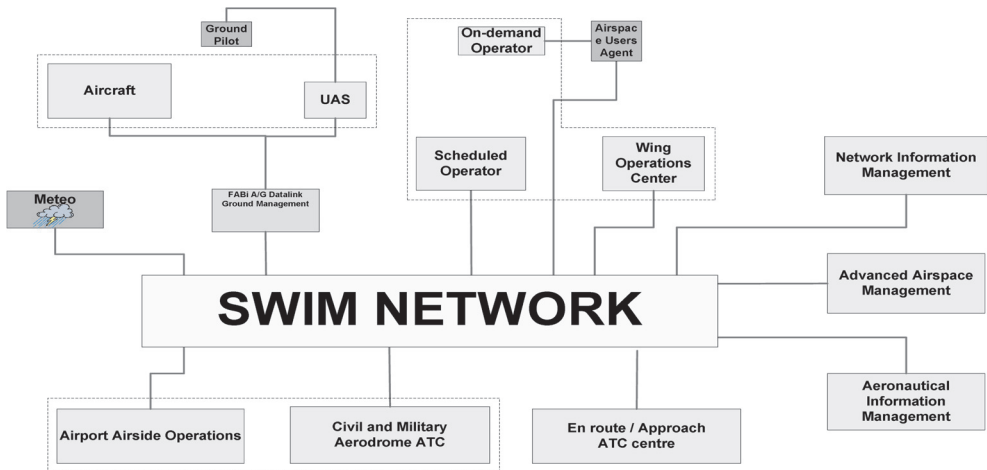 Ground
Pilot
On-demand
Operator
Airspac
e Users
Agent
Aircraft
UAS
Scheduled
Operator
Wing
Operations
Center
Network Information
Management
Meteo
FABi A/G Datalink
Ground Management
Advanced Airspace
Management
SWIM NETWORK
Aeronautical
Information
Management
Airport Airside Operations
Civil and Military
Aerodrome ATC
En route / Approach
ATC centre